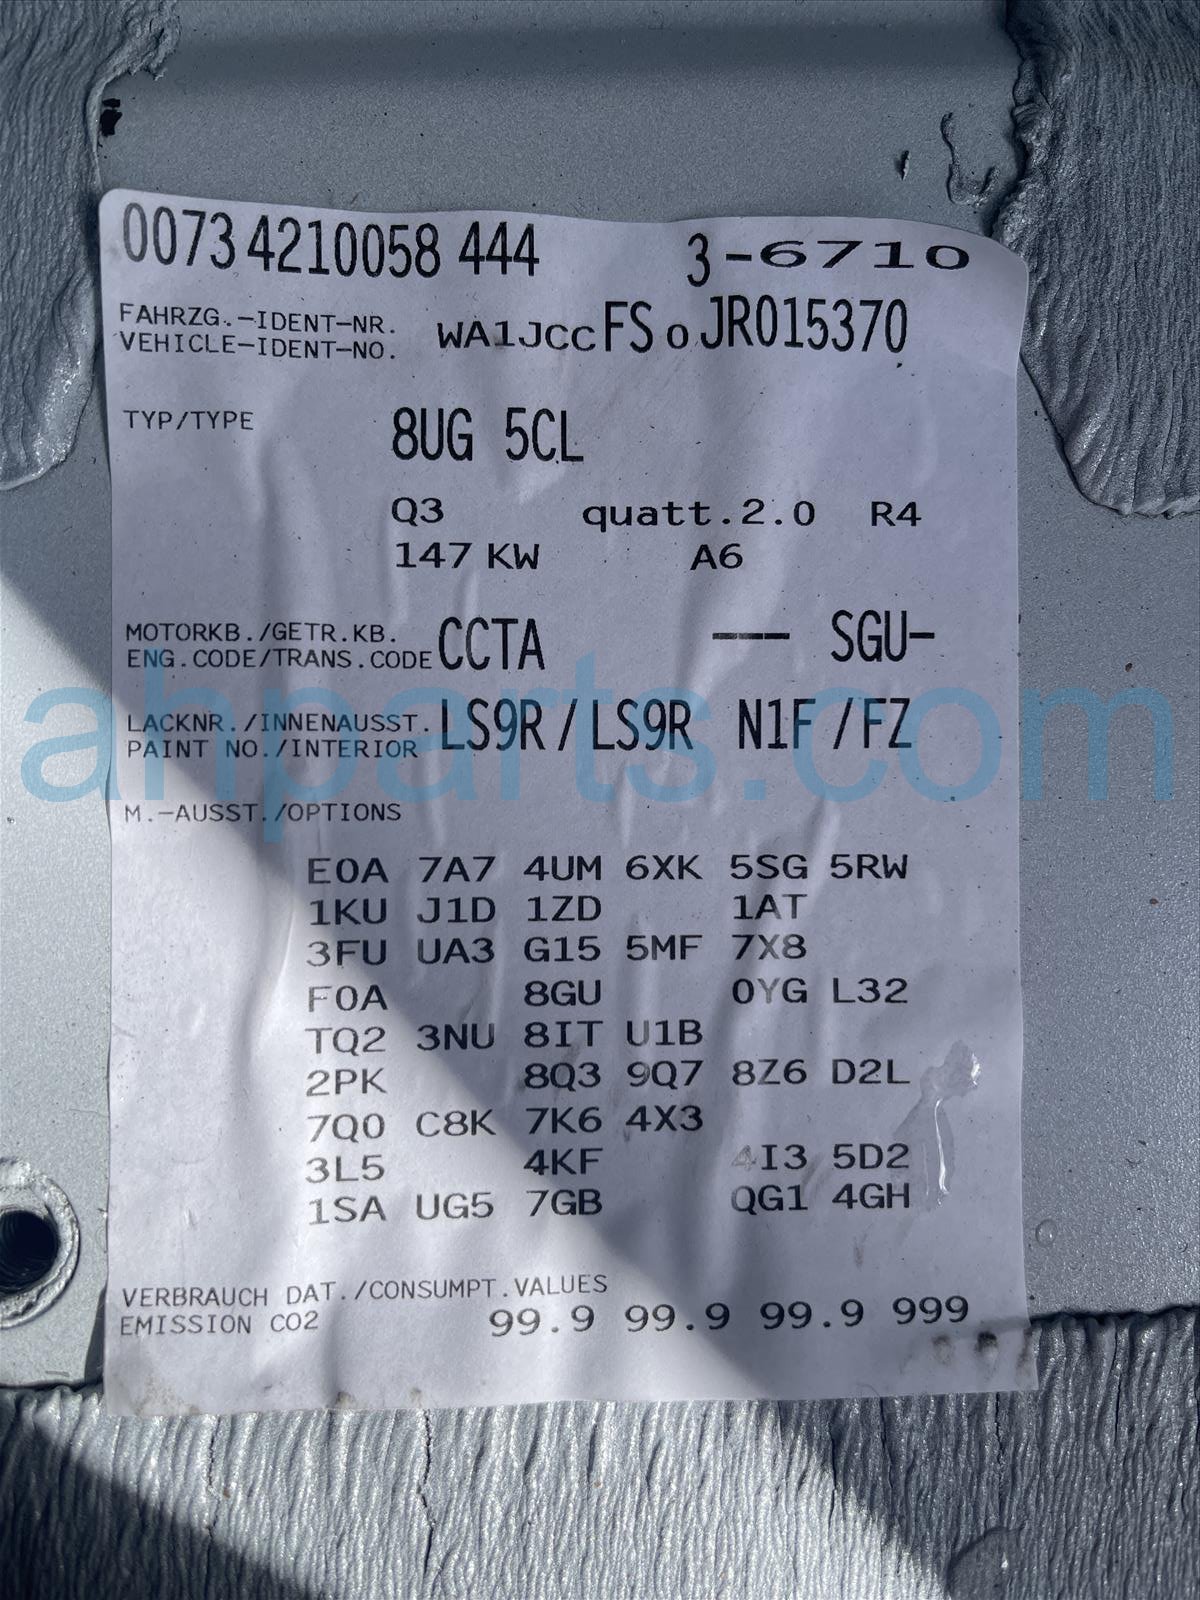 00734210058 444 3-6710
FAHRZG.-IDENT-NR.
VEHICLE-IDENT-NO. WA1JCCFS0JR015370
TYP/TYPE 8UG 5CL
Q3 quatt.2.0 R4
147 KW A6
MOTORKB./GETR.KB.
ENG.CODE/TRANS.CODE CCTA --- SGU-
LACKNR./INNENAUSST.
PAINT NO./INTERIOR LS9R/LS9R N1F/FZ
ahparts.com
M.-AUSST./OPTIONS
E0A 7A7 4UM 6XK 5SG 5RW
1KU J1D 1ZD 1AT
3FU UA3 G15 5MF 7X8
F0A 8GU 0YG L32
TQ2 3NU 8IT U1B
2PK 8Q3 9Q7 8Z6 D2L
7Q0 C8K 7K6 4X3
3L5 4KF 4I3 5D2
1SA UG5 7GB QG1 4GH
VERBRAUCH DAT./CONSUMPT.VALUES
EMISSION CO2 99.9 99.9 99.9 999